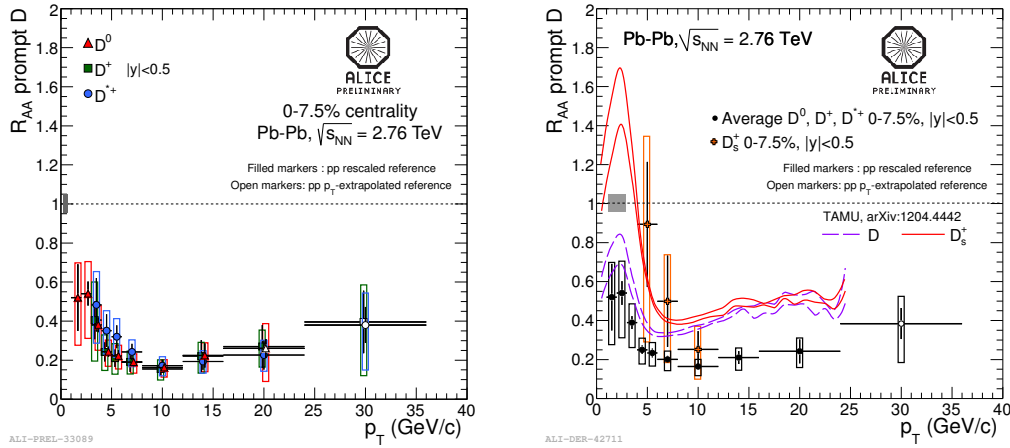 R_AA prompt D
2
1.8
1.6
1.4
1.2
1
0.8
0.6
0.4
0.2
0
D^0
D^+ |y|<0.5
D^*+
ALICE
PRELIMINARY
0-7.5% centrality
Pb-Pb, √s_NN = 2.76 TeV
Filled markers : pp rescaled reference
Open markers: pp p_T-extrapolated reference
0 5 10 15 20 25 30 35 40
p_T (GeV/c)
ALI-PREL-33089
R_AA prompt D
2
1.8
1.6
1.4
1.2
1
0.8
0.6
0.4
0.2
0
Pb-Pb, √s_NN = 2.76 TeV
ALICE
PRELIMINARY
Average D^0, D^+, D^*+ 0-7.5%, |y|<0.5
D_s^+ 0-7.5%, |y|<0.5
Filled markers : pp rescaled reference
Open markers: pp p_T-extrapolated reference
TAMU, arXiv:1204.4442
D D_s^+
0 5 10 15 20 25 30 35 40
p_T (GeV/c)
ALI-DER-42711